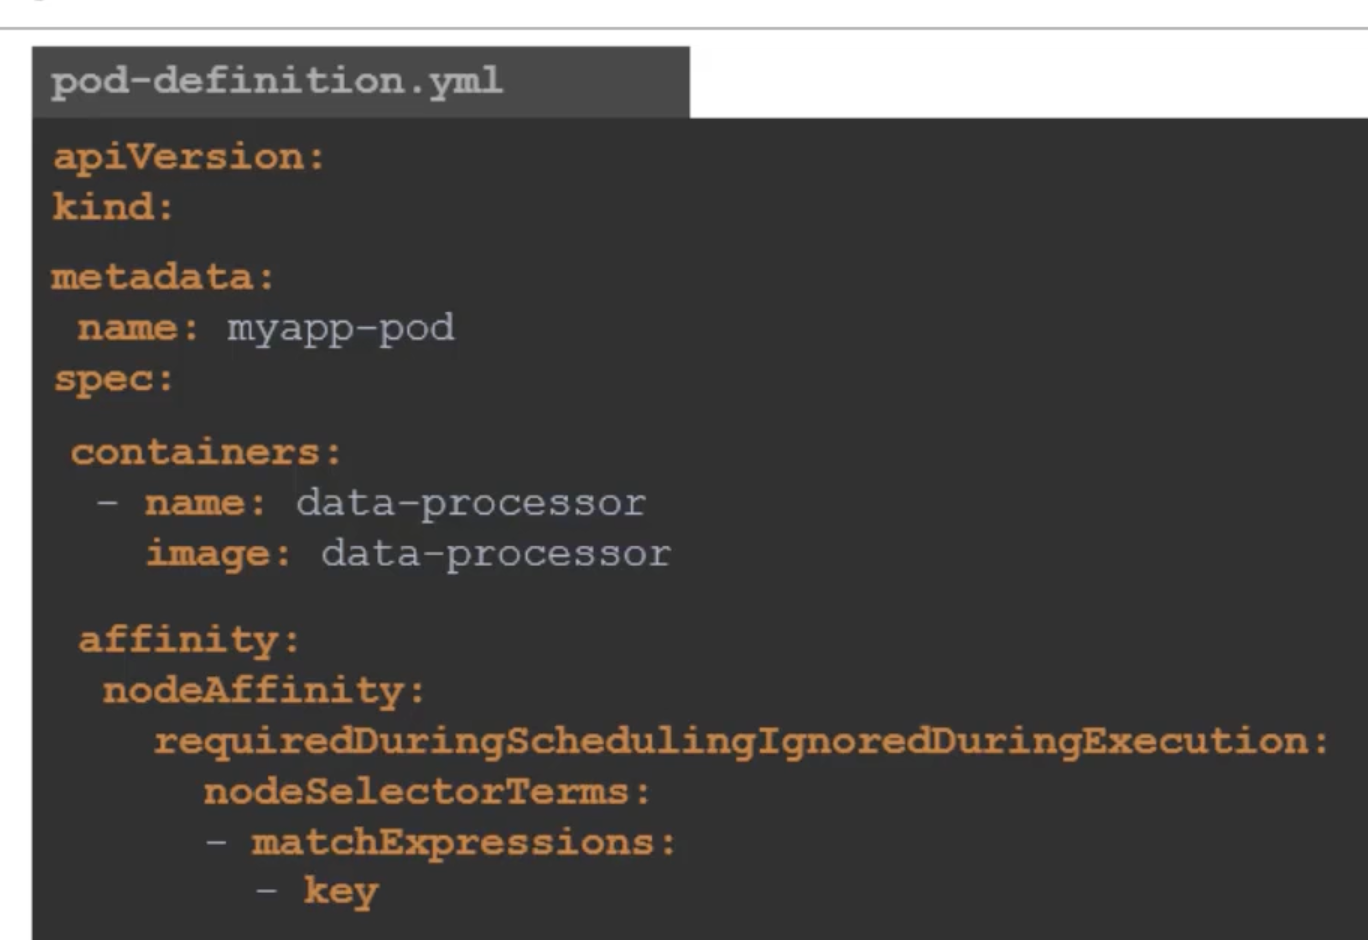 pod-definition.yml
apiVersion:
kind:
metadata:
name: myapp-pod
spec:
containers:
- name: data-processor
image: data-processor
affinity:
nodeAffinity:
requiredDuringSchedulingIgnoredDuringExecution:
nodeSelectorTerms:
- matchExpressions:
- key